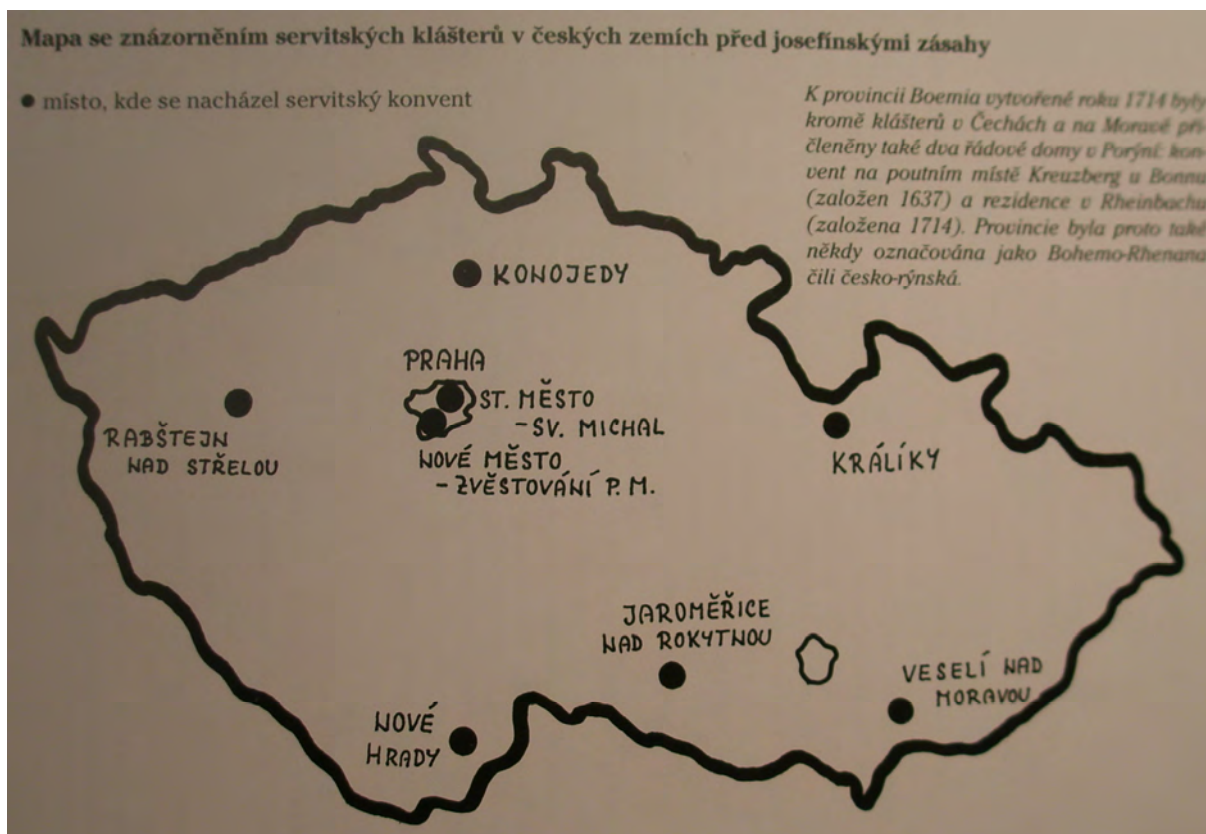 Mapa se znázorněním servitských klášterů v českých zemích před josefínskými zásahy
● místo, kde se nacházel servitský konvent
K provincii Boemia vytvořené roku 1714 byly
kromě klášterů v Čechách a na Moravě při-
členěny také dva řádové domy v Porýní: kon-
vent na poutním místě Kreuzberg u Bonnu
(založen 1637) a rezidence v Rheinbachu
(založena 1714). Provincie byla proto také
někdy označována jako Bohemo-Rhenana
čili česko-rýnská.
KONOJEDY
PRAHA
ST. MĚSTO
-SV. MICHAL
NOVÉ MĚSTO
- ZVĚSTOVÁNÍ P. M.
RABŠTEJN
NAD STŘELOU
KRÁLÍKY
JAROMĚŘICE
NAD ROKYTNOU
VESELÍ NAD
MORAVOU
NOVÉ
HRADY